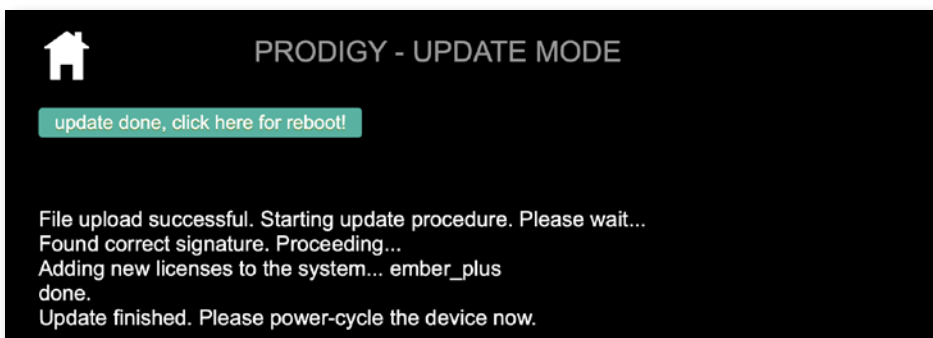 PRODIGY - UPDATE MODE
update done, click here for reboot!
File upload successful. Starting update procedure. Please wait...
Found correct signature. Proceeding...
Adding new licenses to the system... ember_plus
done.
Update finished. Please power-cycle the device now.